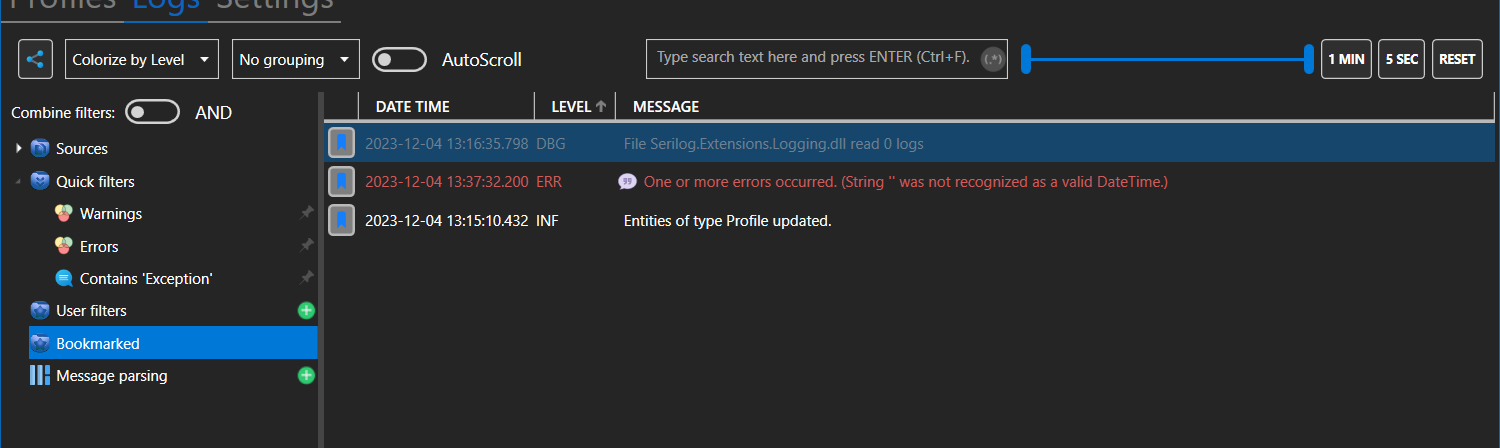 Profiles Logs Settings
Colorize by Level No grouping AutoScroll Type search text here and press ENTER (Ctrl+F). (.*) 1 MIN 5 SEC RESET
Combine filters: AND
DATE TIME LEVEL MESSAGE
Sources
2023-12-04 13:16:35.798 DBG File Serilog.Extensions.Logging.dll read 0 logs
Quick filters
2023-12-04 13:37:32.200 ERR One or more errors occurred. (String '' was not recognized as a valid DateTime.)
Warnings
2023-12-04 13:15:10.432 INF Entities of type Profile updated.
Errors
Contains 'Exception'
User filters
Bookmarked
Message parsing